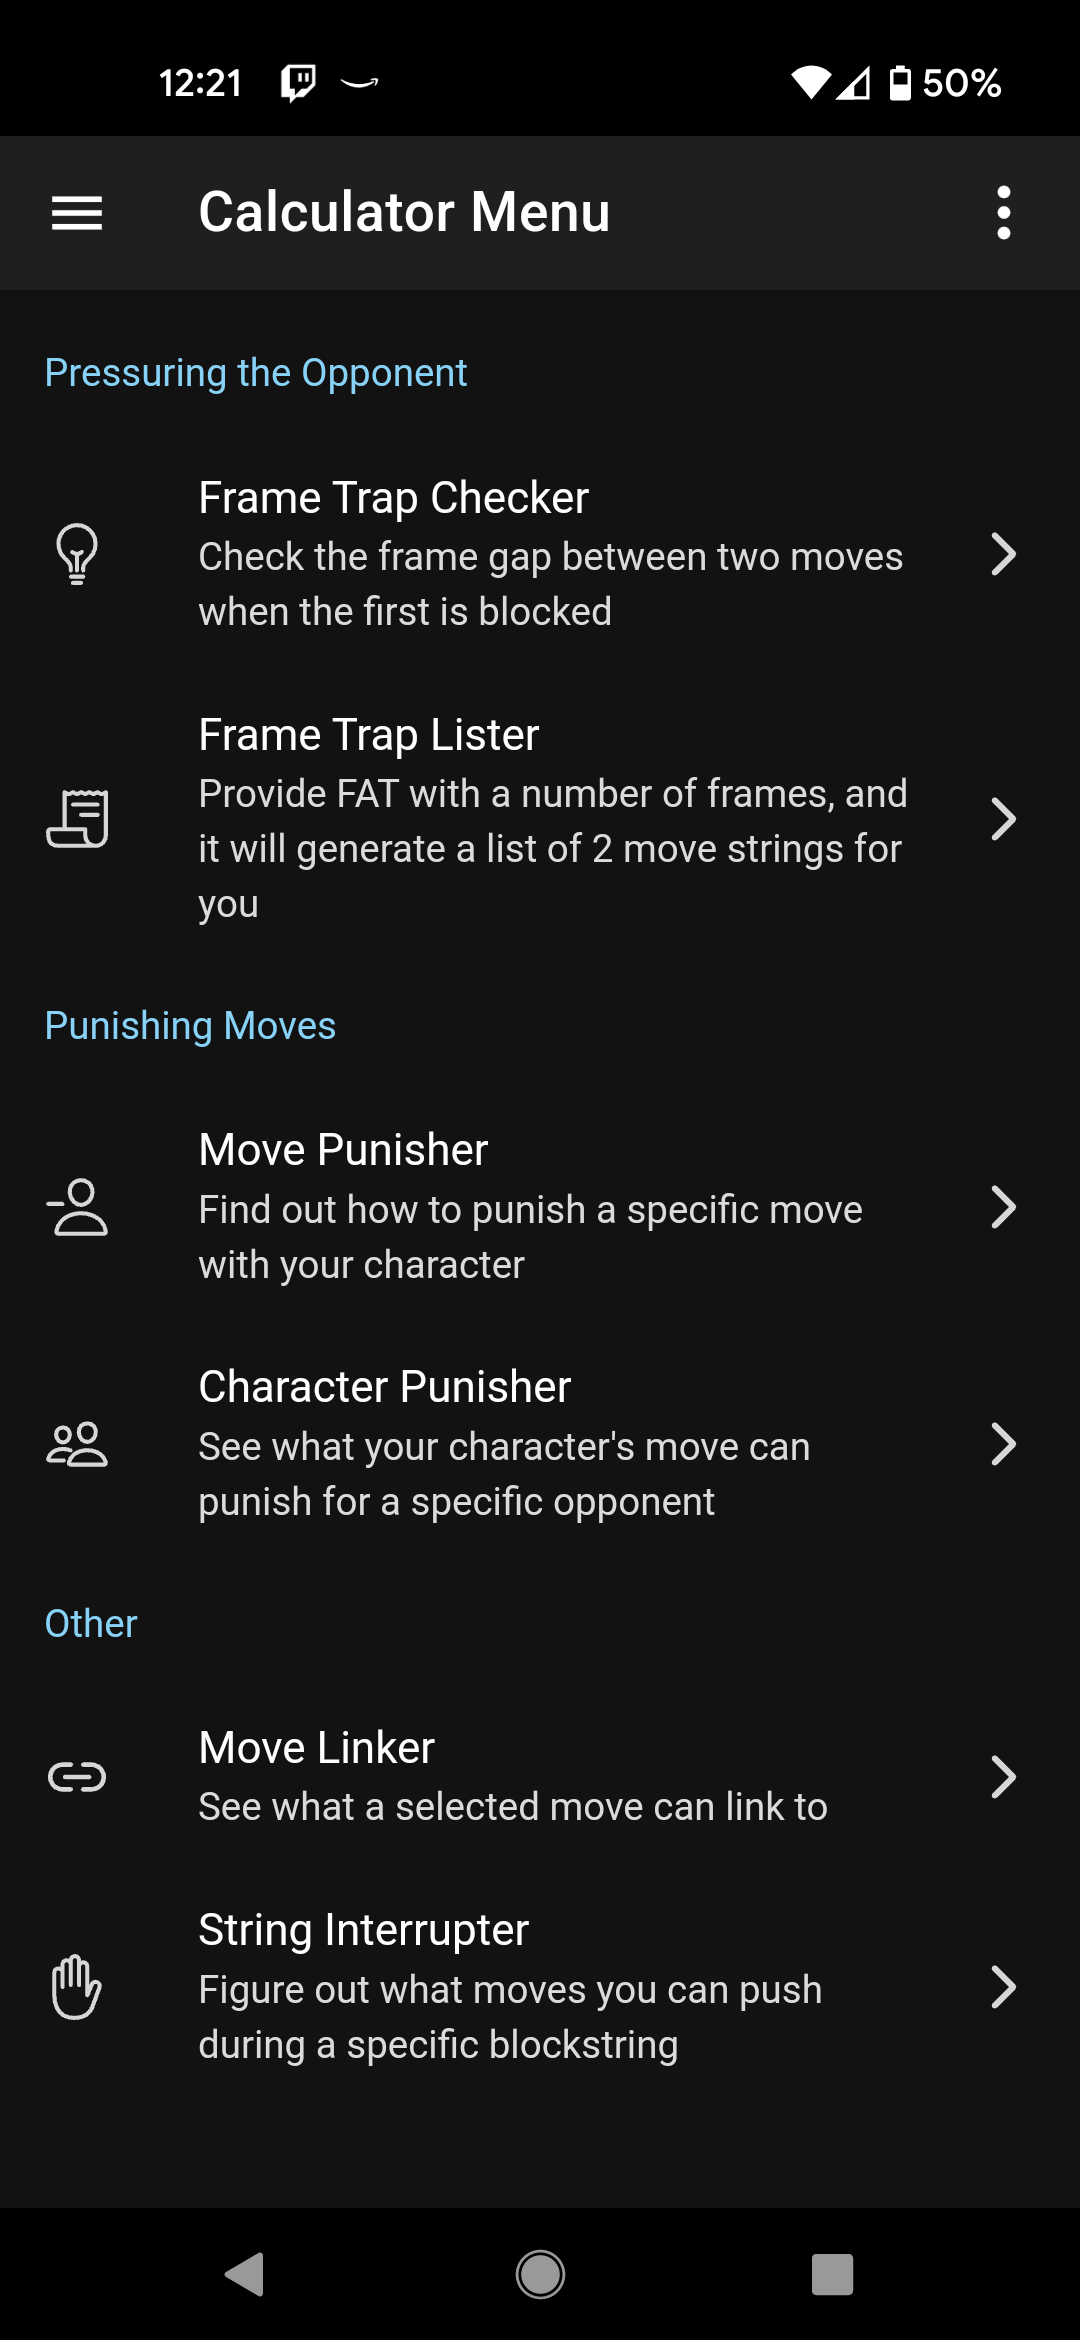 12:21
50%
Calculator Menu
Pressuring the Opponent
Frame Trap Checker
Check the frame gap between two moves
when the first is blocked
Frame Trap Lister
Provide FAT with a number of frames, and
it will generate a list of 2 move strings for
you
Punishing Moves
Move Punisher
Find out how to punish a specific move
with your character
Character Punisher
See what your character's move can
punish for a specific opponent
Other
Move Linker
See what a selected move can link to
String Interrupter
Figure out what moves you can push
during a specific blockstring